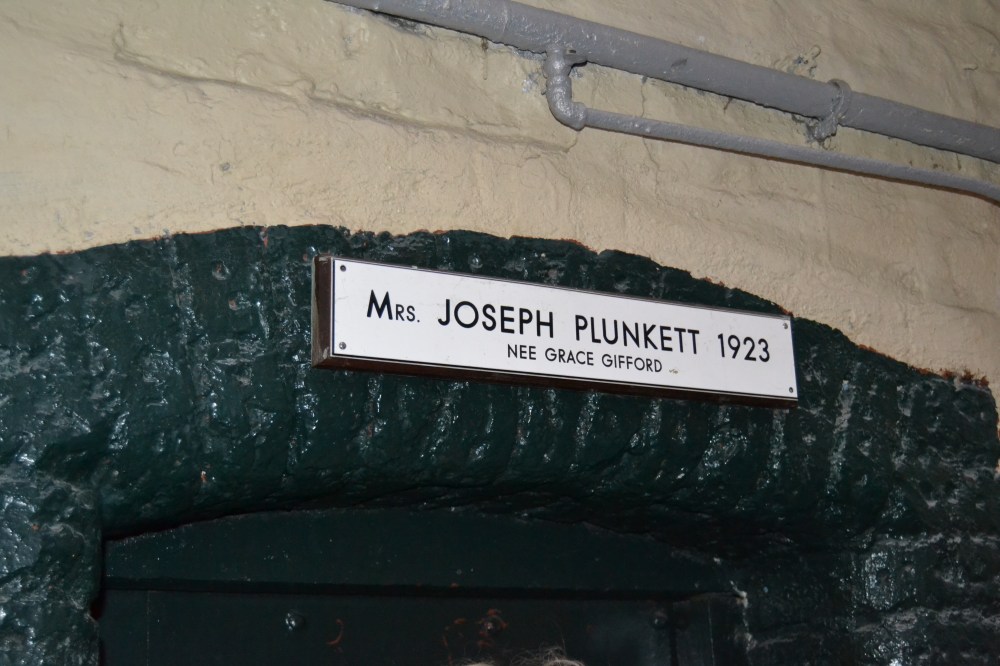 Mrs. JOSEPH PLUNKETT 1923
NEE GRACE GIFFORD